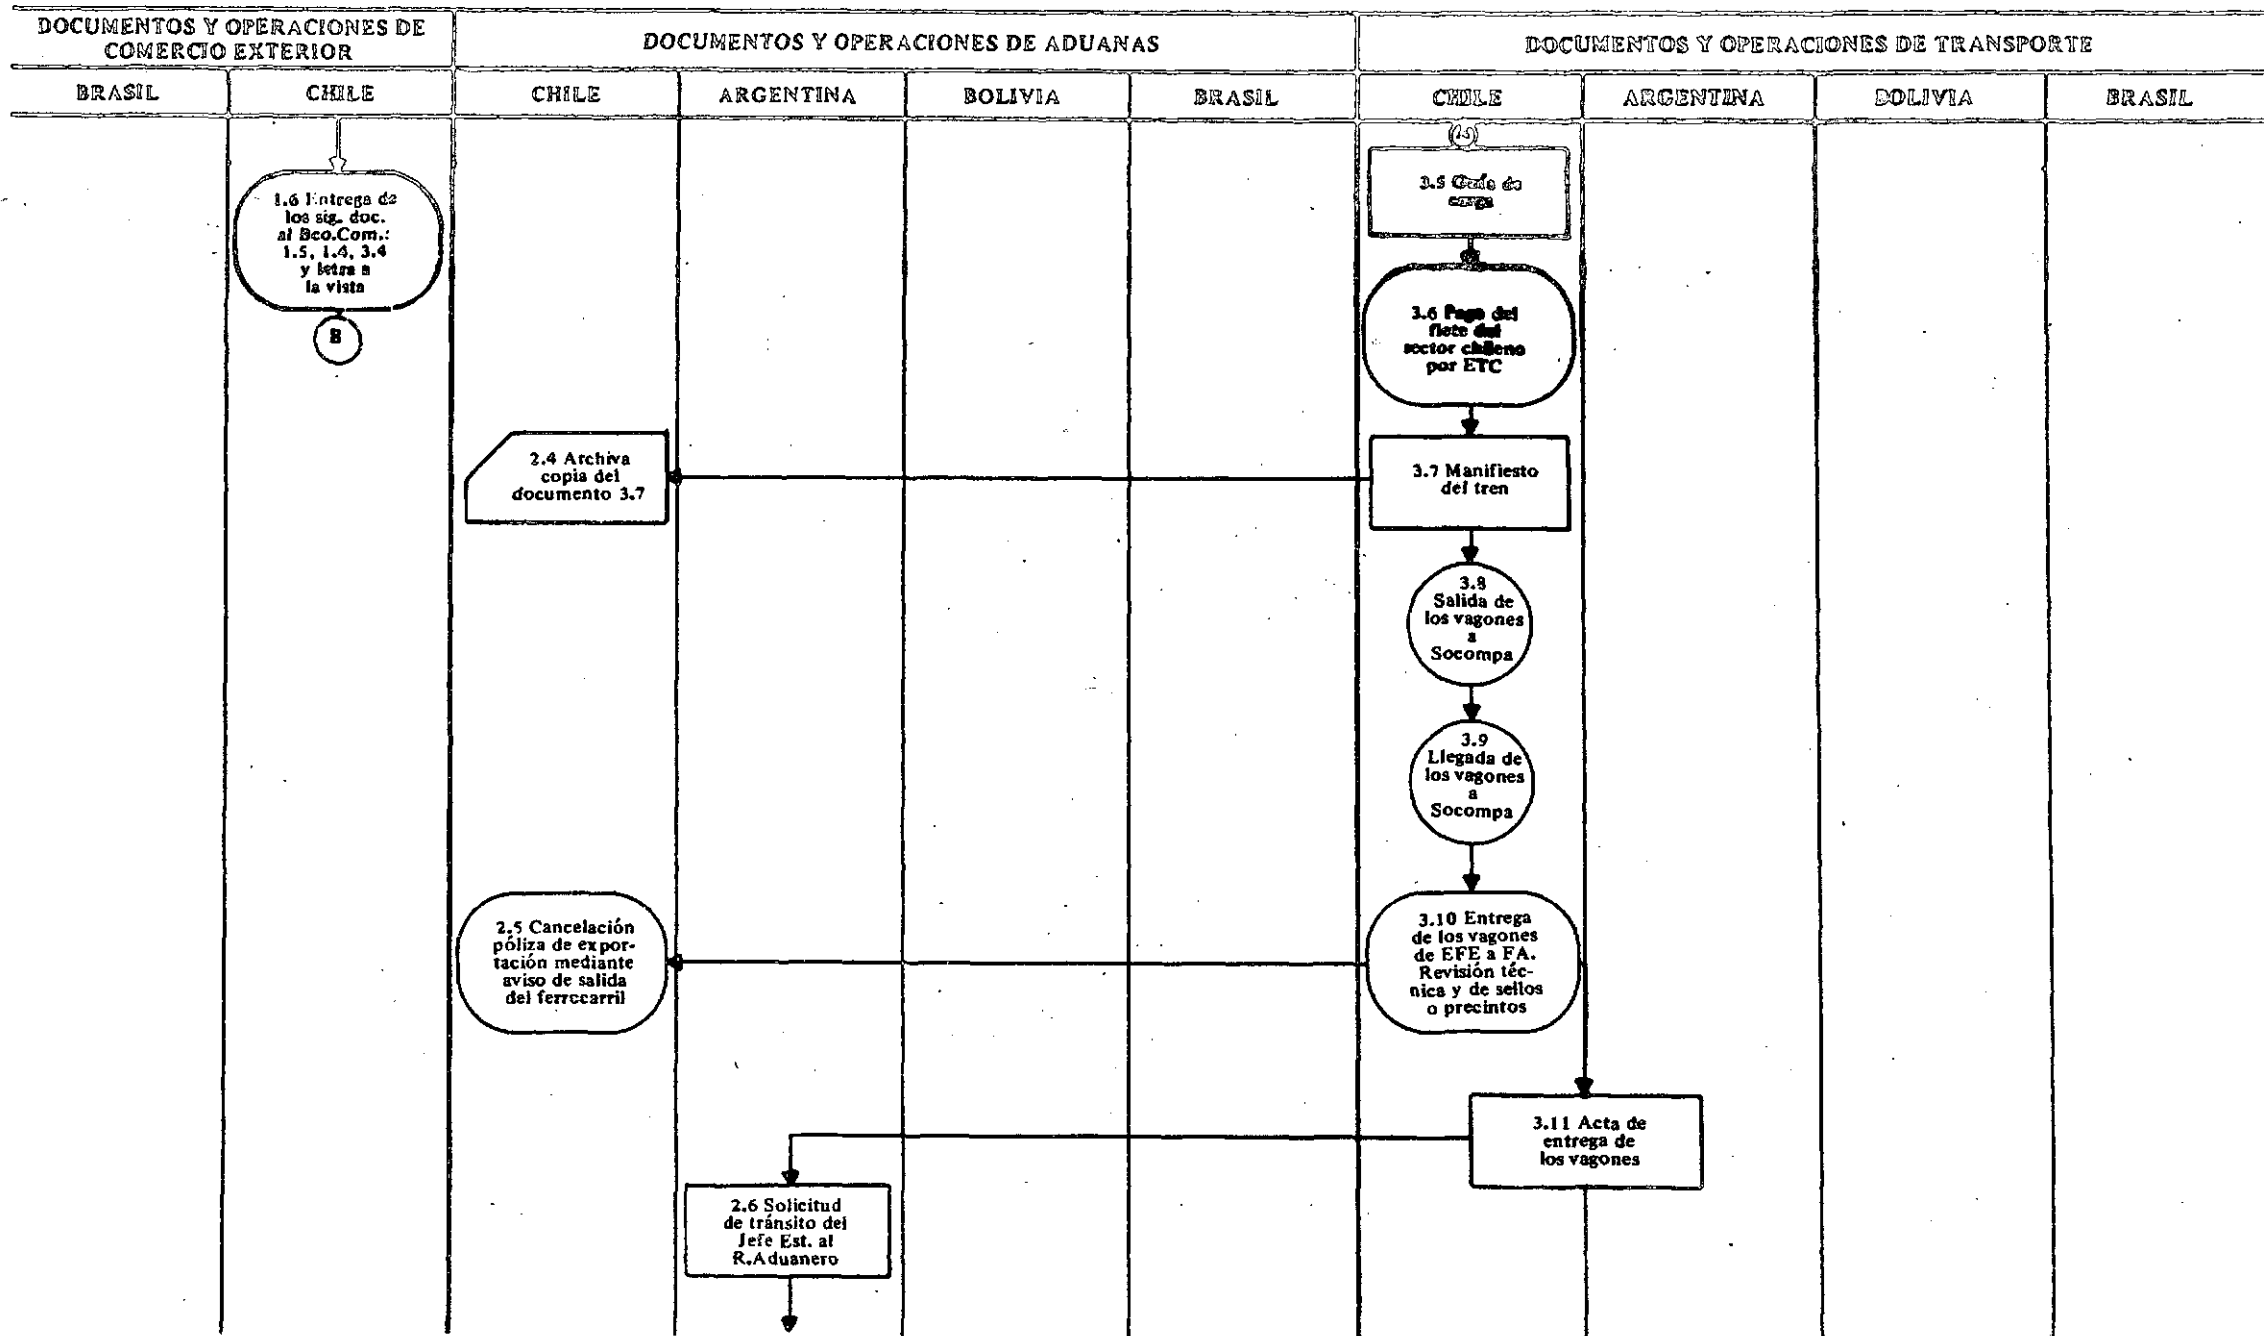 DOCUMENTOS Y OPERACIONES DE
COMERCIO EXTERIOR
DOCUMENTOS Y OPERACIONES DE ADUANAS
DOCUMENTOS Y OPERACIONES DE TRANSPORTE
BRASIL
CHILE
CHILE
ARGENTINA
BOLIVIA
BRASIL
CHILE
ARGENTINA
BOLIVIA
BRASIL
1.6 Entrega de
los sig. doc.
al Bco.Com.:
1.5, 1.4, 3.4
y letra a
la vista
B
3.5 Guía de
carga
3.6 Pago del
flete del
sector chileno
por ETC
2.4 Archiva
copia del
documento 3.7
3.7 Manifiesto
del tren
3.8
Salida de
los vagones
a
Socompa
3.9
Llegada de
los vagones
a
Socompa
2.5 Cancelación
póliza de expor-
tación mediante
aviso de salida
del ferrocarril
3.10 Entrega
de los vagones
de EFE a FA.
Revisión téc-
nica y de sellos
o precintos
3.11 Acta de
entrega de
los vagones
2.6 Solicitud
de tránsito del
Jefe Est. al
R.Aduanero